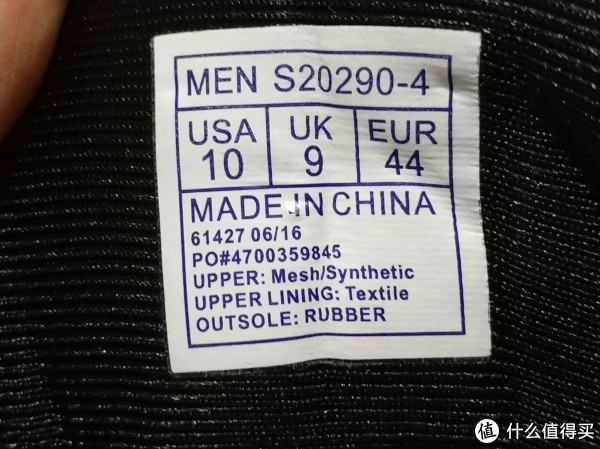 MEN S20290-4
USA UK EUR
10 9 44
MADE IN CHINA
61427 06/16
PO#4700359845
UPPER: Mesh/Synthetic
UPPER LINING: Textile
OUTSOLE: RUBBER
值 什么值得买